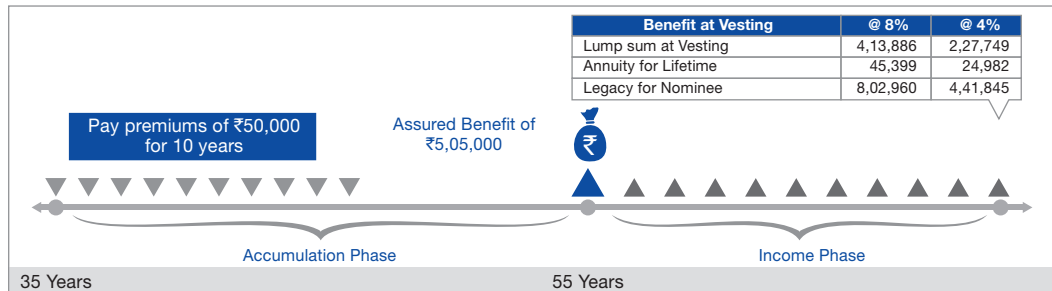 Benefit at Vesting @ 8% @ 4%
Lump sum at Vesting 4,13,886 2,27,749
Annuity for Lifetime 45,399 24,982
Legacy for Nominee 8,02,960 4,41,845
Pay premiums of ₹50,000
for 10 years
Assured Benefit of
₹5,05,000
₹
Accumulation Phase
Income Phase
35 Years
55 Years